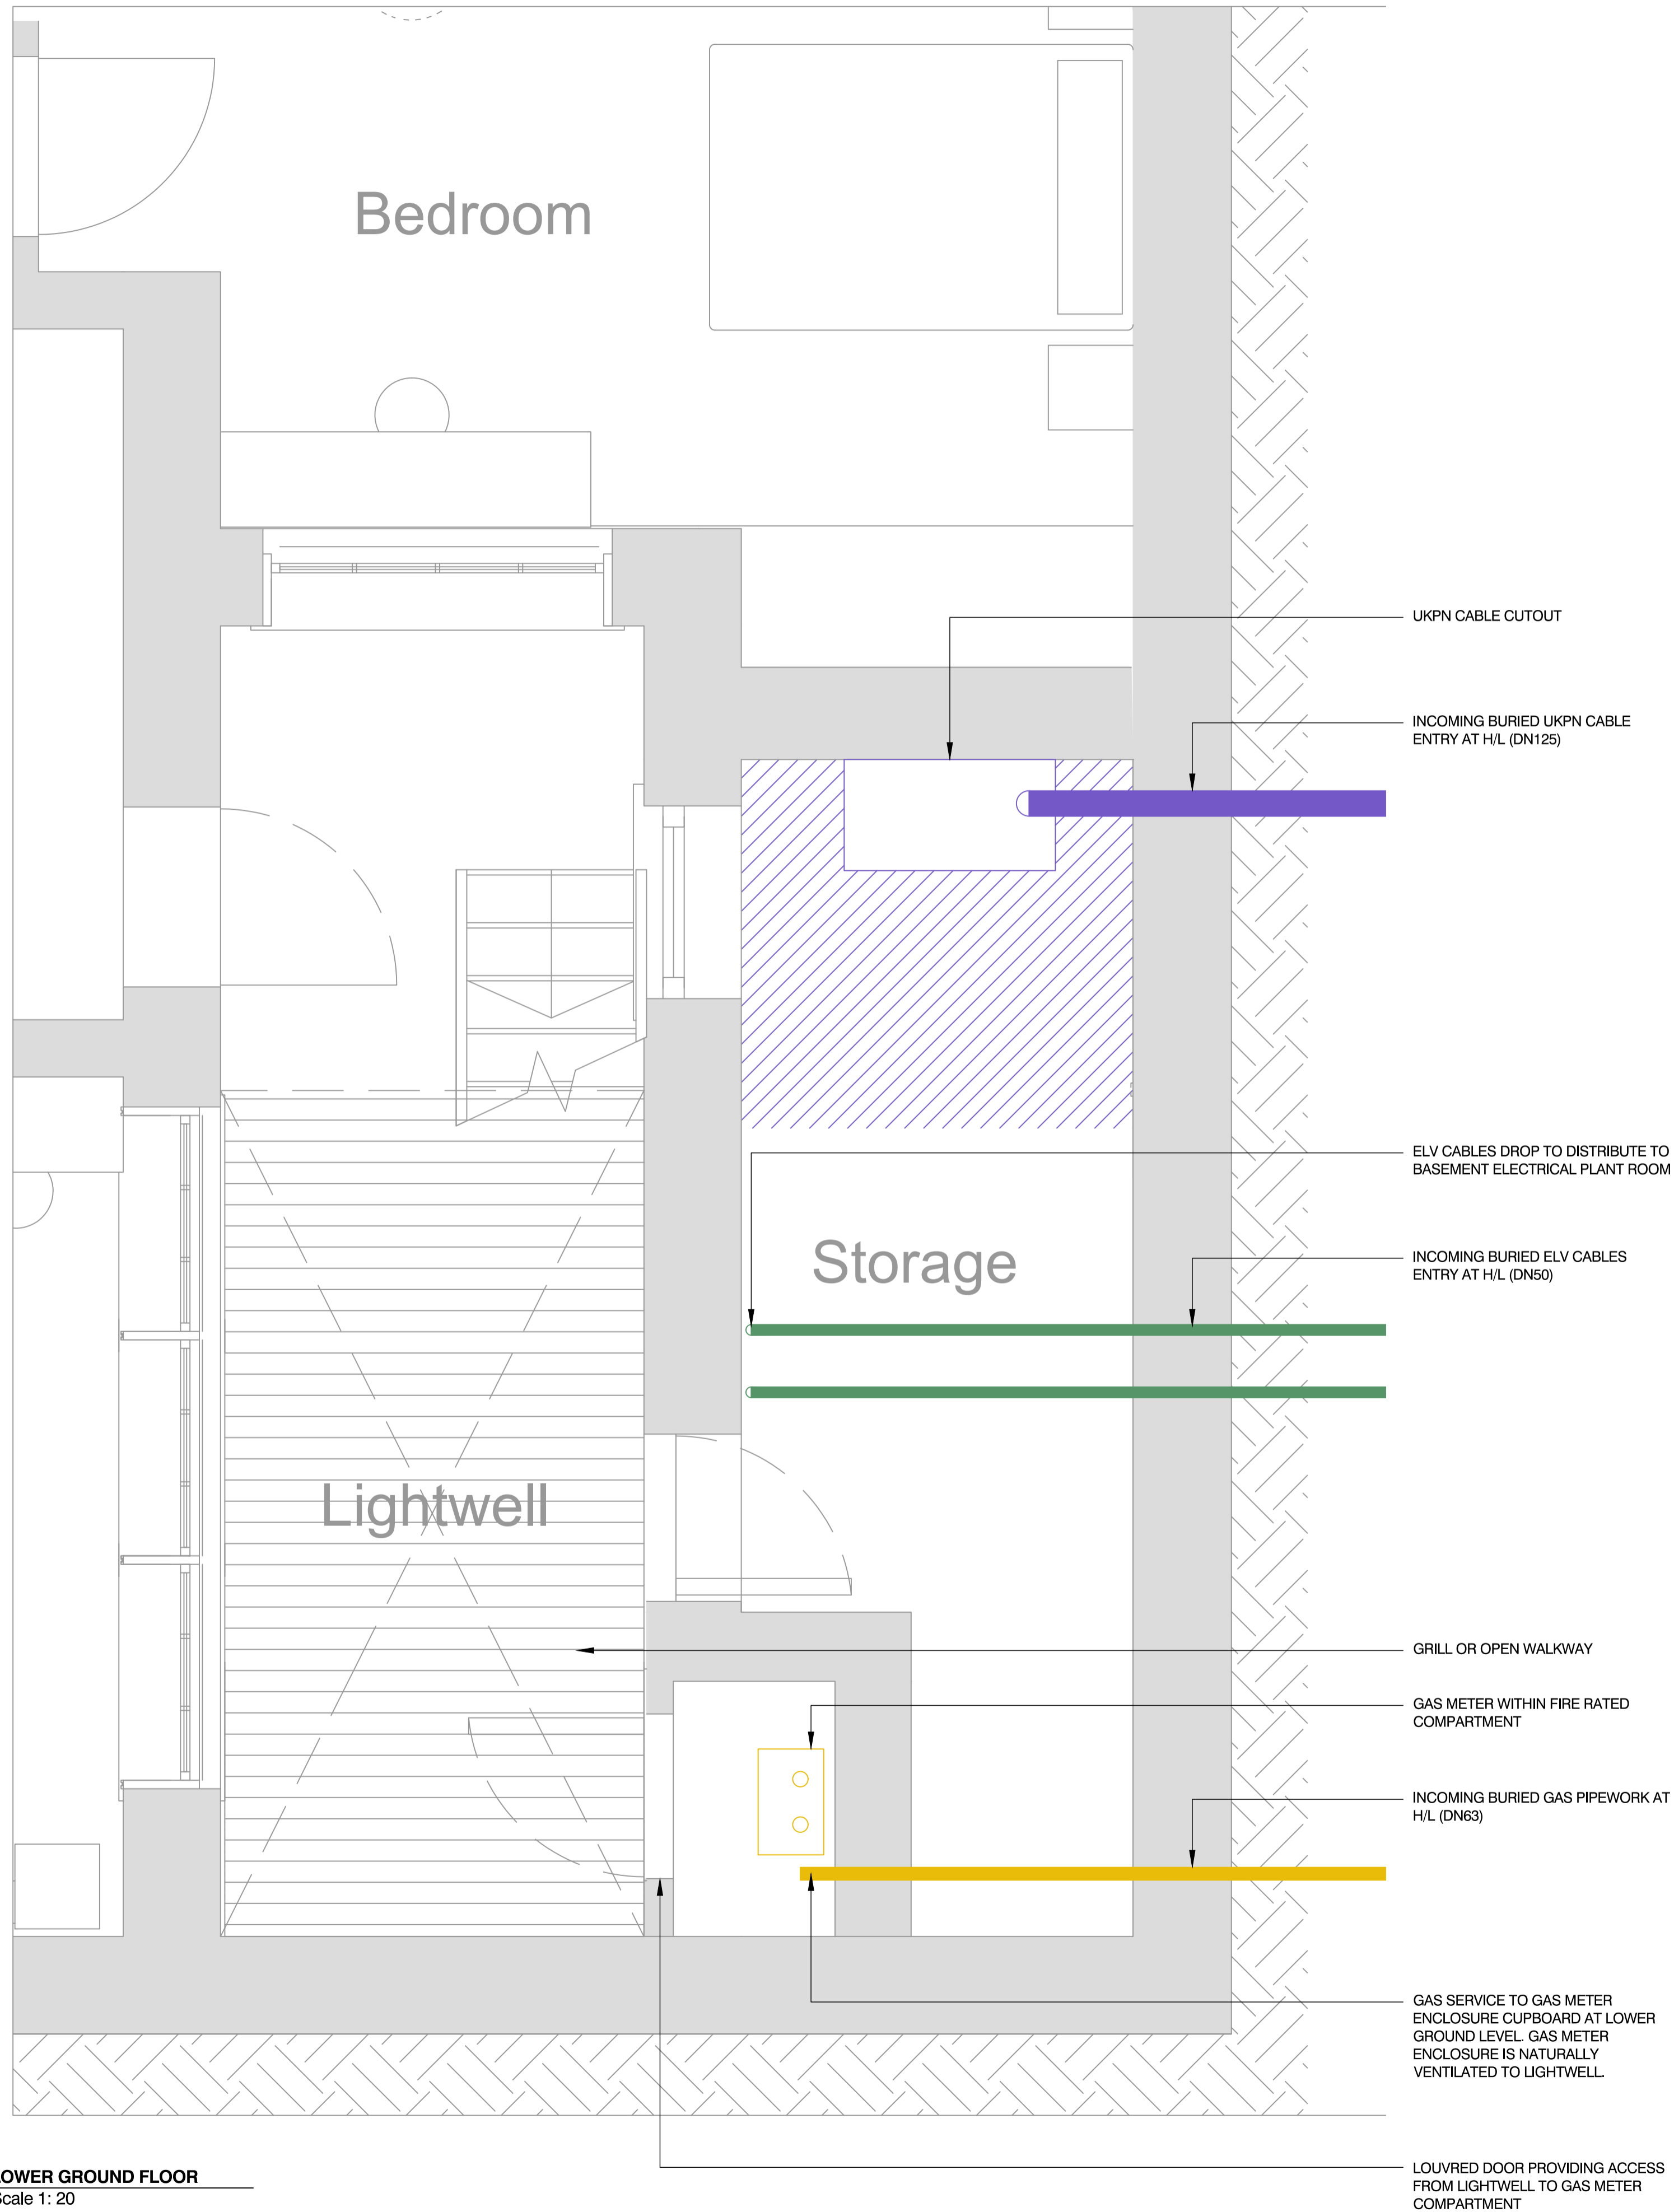 Bedroom
UKPN CABLE CUTOUT
INCOMING BURIED UKPN CABLE
ENTRY AT H/L (DN125)
ELV CABLES DROP TO DISTRIBUTE TO
BASEMENT ELECTRICAL PLANT ROOM
Storage
INCOMING BURIED ELV CABLES
ENTRY AT H/L (DN50)
Lightwell
GRILL OR OPEN WALKWAY
GAS METER WITHIN FIRE RATED
COMPARTMENT
INCOMING BURIED GAS PIPEWORK AT
H/L (DN63)
GAS SERVICE TO GAS METER
ENCLOSURE CUPBOARD AT LOWER
GROUND LEVEL. GAS METER
ENCLOSURE IS NATURALLY
VENTILATED TO LIGHTWELL.
LOUVRED DOOR PROVIDING ACCESS
FROM LIGHTWELL TO GAS METER
COMPARTMENT
LOWER GROUND FLOOR
Scale 1: 20